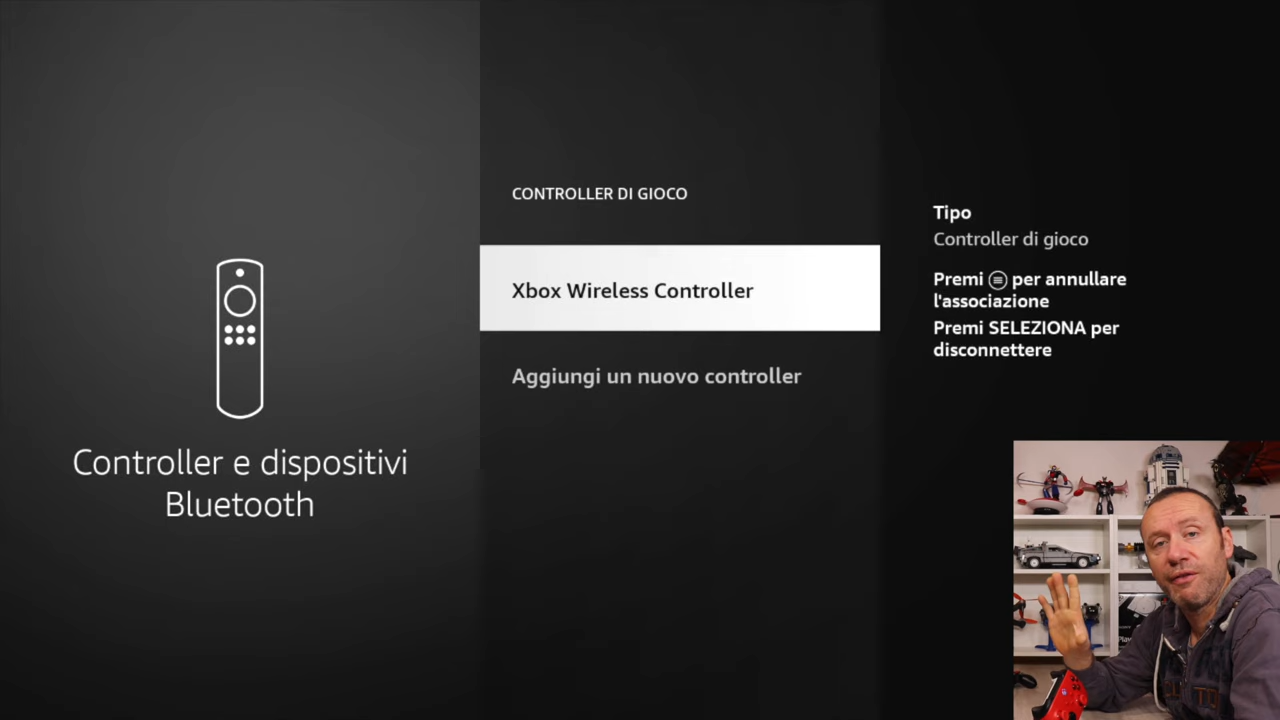 Controller e dispositivi
Bluetooth
CONTROLLER DI GIOCO
Xbox Wireless Controller
Aggiungi un nuovo controller
Tipo
Controller di gioco
Premi per annullare
l'associazione
Premi SELEZIONA per
disconnettere